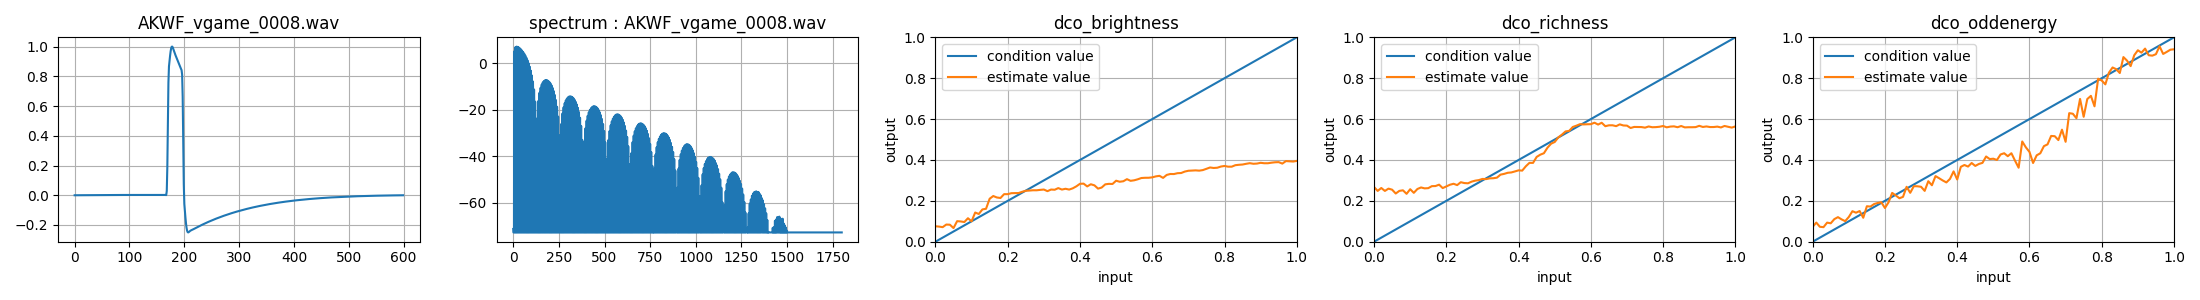 AKWF_vgame_0008.wav
1.0
0.8
0.6
0.4
0.2
0.0
−0.2
0 100 200 300 400 500 600
spectrum : AKWF_vgame_0008.wav
0
−20
−40
−60
0 250 500 750 1000 1250 1500 1750
dco_brightness
condition value
estimate value
output
1.0
0.8
0.6
0.4
0.2
0.0
0.0 0.2 0.4 0.6 0.8 1.0
input
dco_richness
condition value
estimate value
output
1.0
0.8
0.6
0.4
0.2
0.0
0.0 0.2 0.4 0.6 0.8 1.0
input
dco_oddenergy
condition value
estimate value
output
1.0
0.8
0.6
0.4
0.2
0.0
0.0 0.2 0.4 0.6 0.8 1.0
input